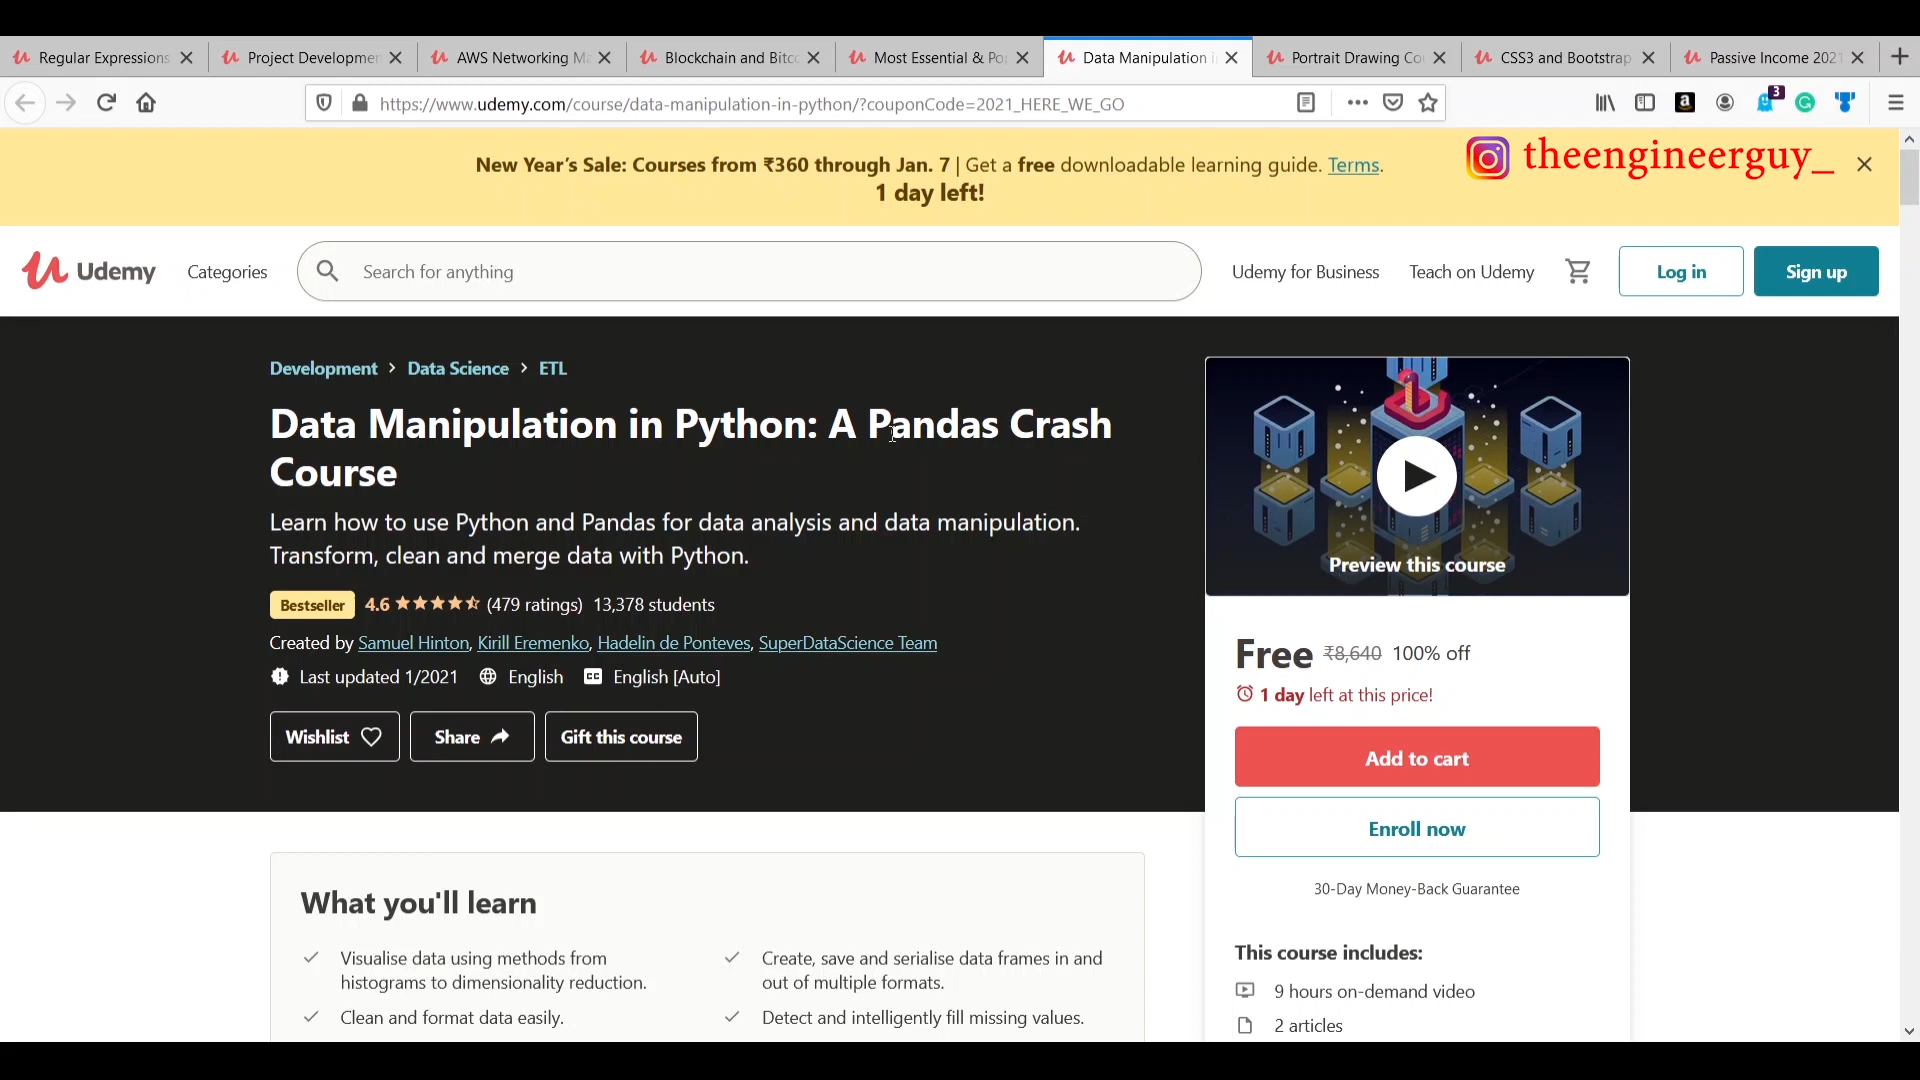 Regular Expressions
Project Developmen
AWS Networking Ma
Blockchain and Bitco
Most Essential & Po
Data Manipulation i
Portrait Drawing Co
CSS3 and Bootstrap
Passive Income 2021
https://www.udemy.com/course/data-manipulation-in-python/?couponCode=2021_HERE_WE_GO
3
New Year's Sale: Courses from ₹360 through Jan. 7 | Get a free downloadable learning guide. Terms.
1 day left!
theengineerguy_
Udemy
Categories
Search for anything
Udemy for Business
Teach on Udemy
Log in
Sign up
Development > Data Science > ETL
Data Manipulation in Python: A Pandas Crash
Course
Learn how to use Python and Pandas for data analysis and data manipulation.
Transform, clean and merge data with Python.
Bestseller 4.6 (479 ratings) 13,378 students
Created by Samuel Hinton, Kirill Eremenko, Hadelin de Ponteves, SuperDataScience Team
Last updated 1/2021 English CC English [Auto]
Wishlist
Share
Gift this course
Preview this course
Free ₹8,640 100% off
1 day left at this price!
Add to cart
Enroll now
30-Day Money-Back Guarantee
This course includes:
9 hours on-demand video
2 articles
What you'll learn
Visualise data using methods from
histograms to dimensionality reduction.
Clean and format data easily.
Create, save and serialise data frames in and
out of multiple formats.
Detect and intelligently fill missing values.